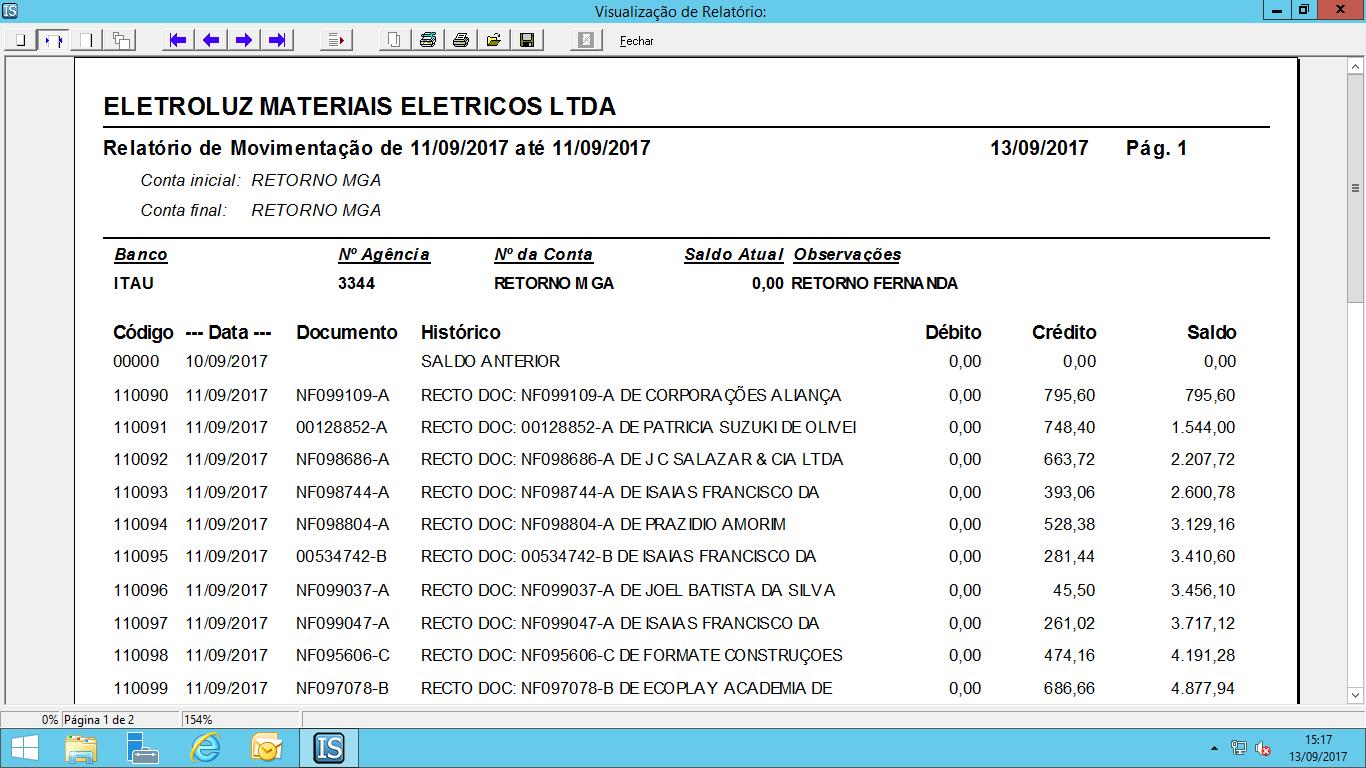 IS Visualização de Relatório:
Fechar
ELETROLUZ MATERIAIS ELETRICOS LTDA
Relatório de Movimentação de 11/09/2017 até 11/09/2017 13/09/2017 Pág. 1
Conta inicial: RETORNO MGA
Conta final: RETORNO MGA
Banco Nº Agência Nº da Conta Saldo Atual Observações
ITAU 3344 RETORNO MGA 0,00 RETORNO FERNANDA
Código --- Data --- Documento Histórico Débito Crédito Saldo
00000 10/09/2017 SALDO ANTERIOR 0,00 0,00 0,00
110090 11/09/2017 NF099109-A RECTO DOC: NF099109-A DE CORPORAÇÕES ALIANÇA 0,00 795,60 795,60
110091 11/09/2017 00128852-A RECTO DOC: 00128852-A DE PATRICIA SUZUKI DE OLIVEI 0,00 748,40 1.544,00
110092 11/09/2017 NF098686-A RECTO DOC: NF098686-A DE J C SALAZAR & CIA LTDA 0,00 663,72 2.207,72
110093 11/09/2017 NF098744-A RECTO DOC: NF098744-A DE ISAIAS FRANCISCO DA 0,00 393,06 2.600,78
110094 11/09/2017 NF098804-A RECTO DOC: NF098804-A DE PRAZIDIO AMORIM 0,00 528,38 3.129,16
110095 11/09/2017 00534742-B RECTO DOC: 00534742-B DE ISAIAS FRANCISCO DA 0,00 281,44 3.410,60
110096 11/09/2017 NF099037-A RECTO DOC: NF099037-A DE JOEL BATISTA DA SILVA 0,00 45,50 3.456,10
110097 11/09/2017 NF099047-A RECTO DOC: NF099047-A DE ISAIAS FRANCISCO DA 0,00 261,02 3.717,12
110098 11/09/2017 NF095606-C RECTO DOC: NF095606-C DE FORMATE CONSTRUÇOES 0,00 474,16 4.191,28
110099 11/09/2017 NF097078-B RECTO DOC: NF097078-B DE ECOPLAY ACADEMIA DE 0,00 686,66 4.877,94
0% Página 1 de 2 154%
IS 15:17
13/09/2017